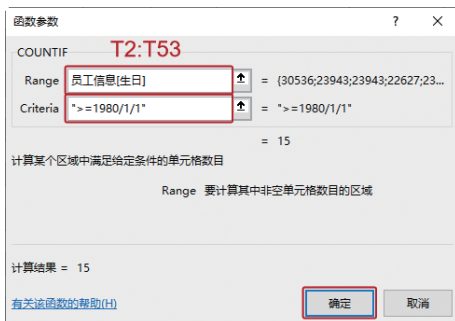 函数参数 ? ×
COUNTIF T2:T53
Range 员工信息[生日] = {30536;23943;23943;22627;23...
Criteria ">=1980/1/1" = ">=1980/1/1"
= 15
计算某个区域中满足给定条件的单元格数目
Range 要计算其中非空单元格数目的区域
计算结果 = 15
有关该函数的帮助(H) 确定 取消